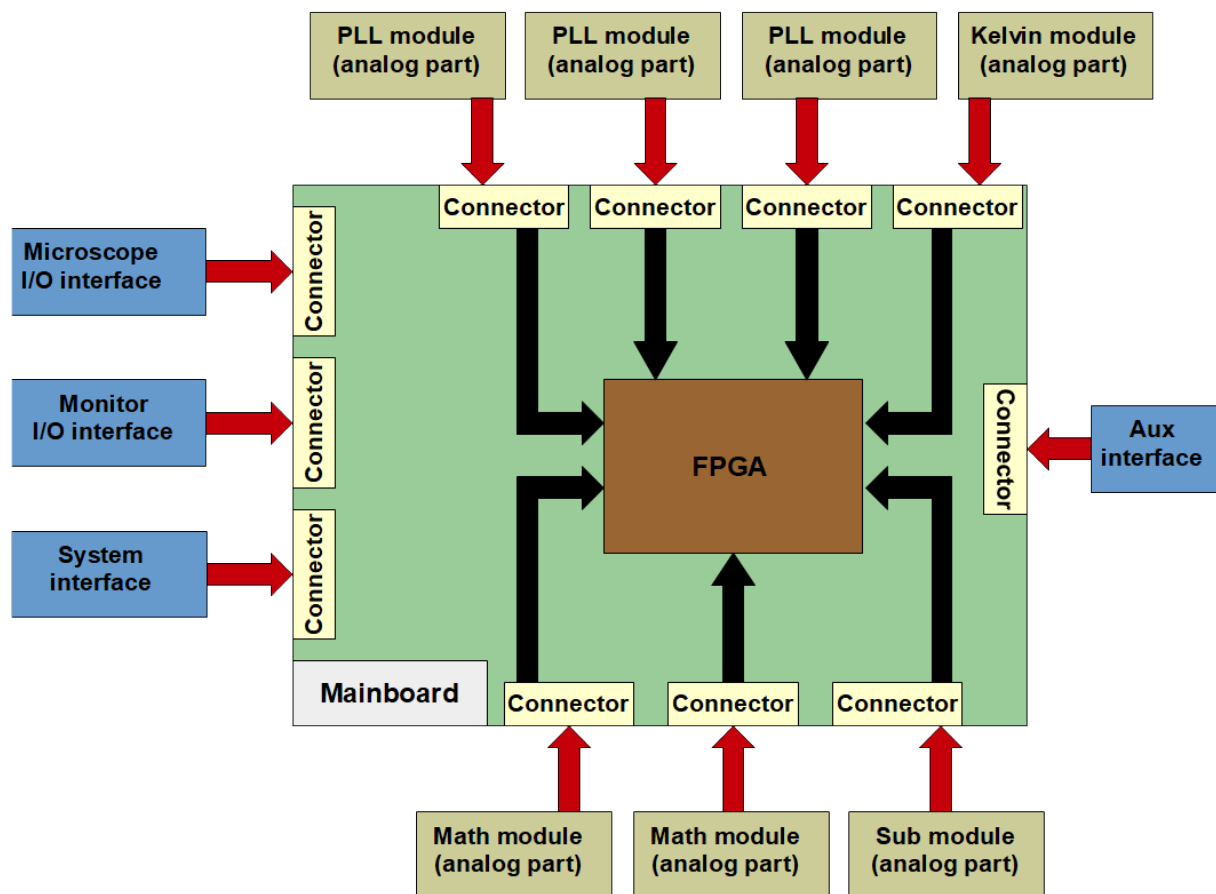 PLL module
(analog part)
PLL module
(analog part)
PLL module
(analog part)
Kelvin module
(analog part)
Connector
Connector
Connector
Connector
Microscope
I/O interface
Connector
Monitor
I/O interface
Connector
System
interface
Connector
FPGA
Connector
Aux
interface
Mainboard
Connector
Connector
Connector
Math module
(analog part)
Math module
(analog part)
Sub module
(analog part)